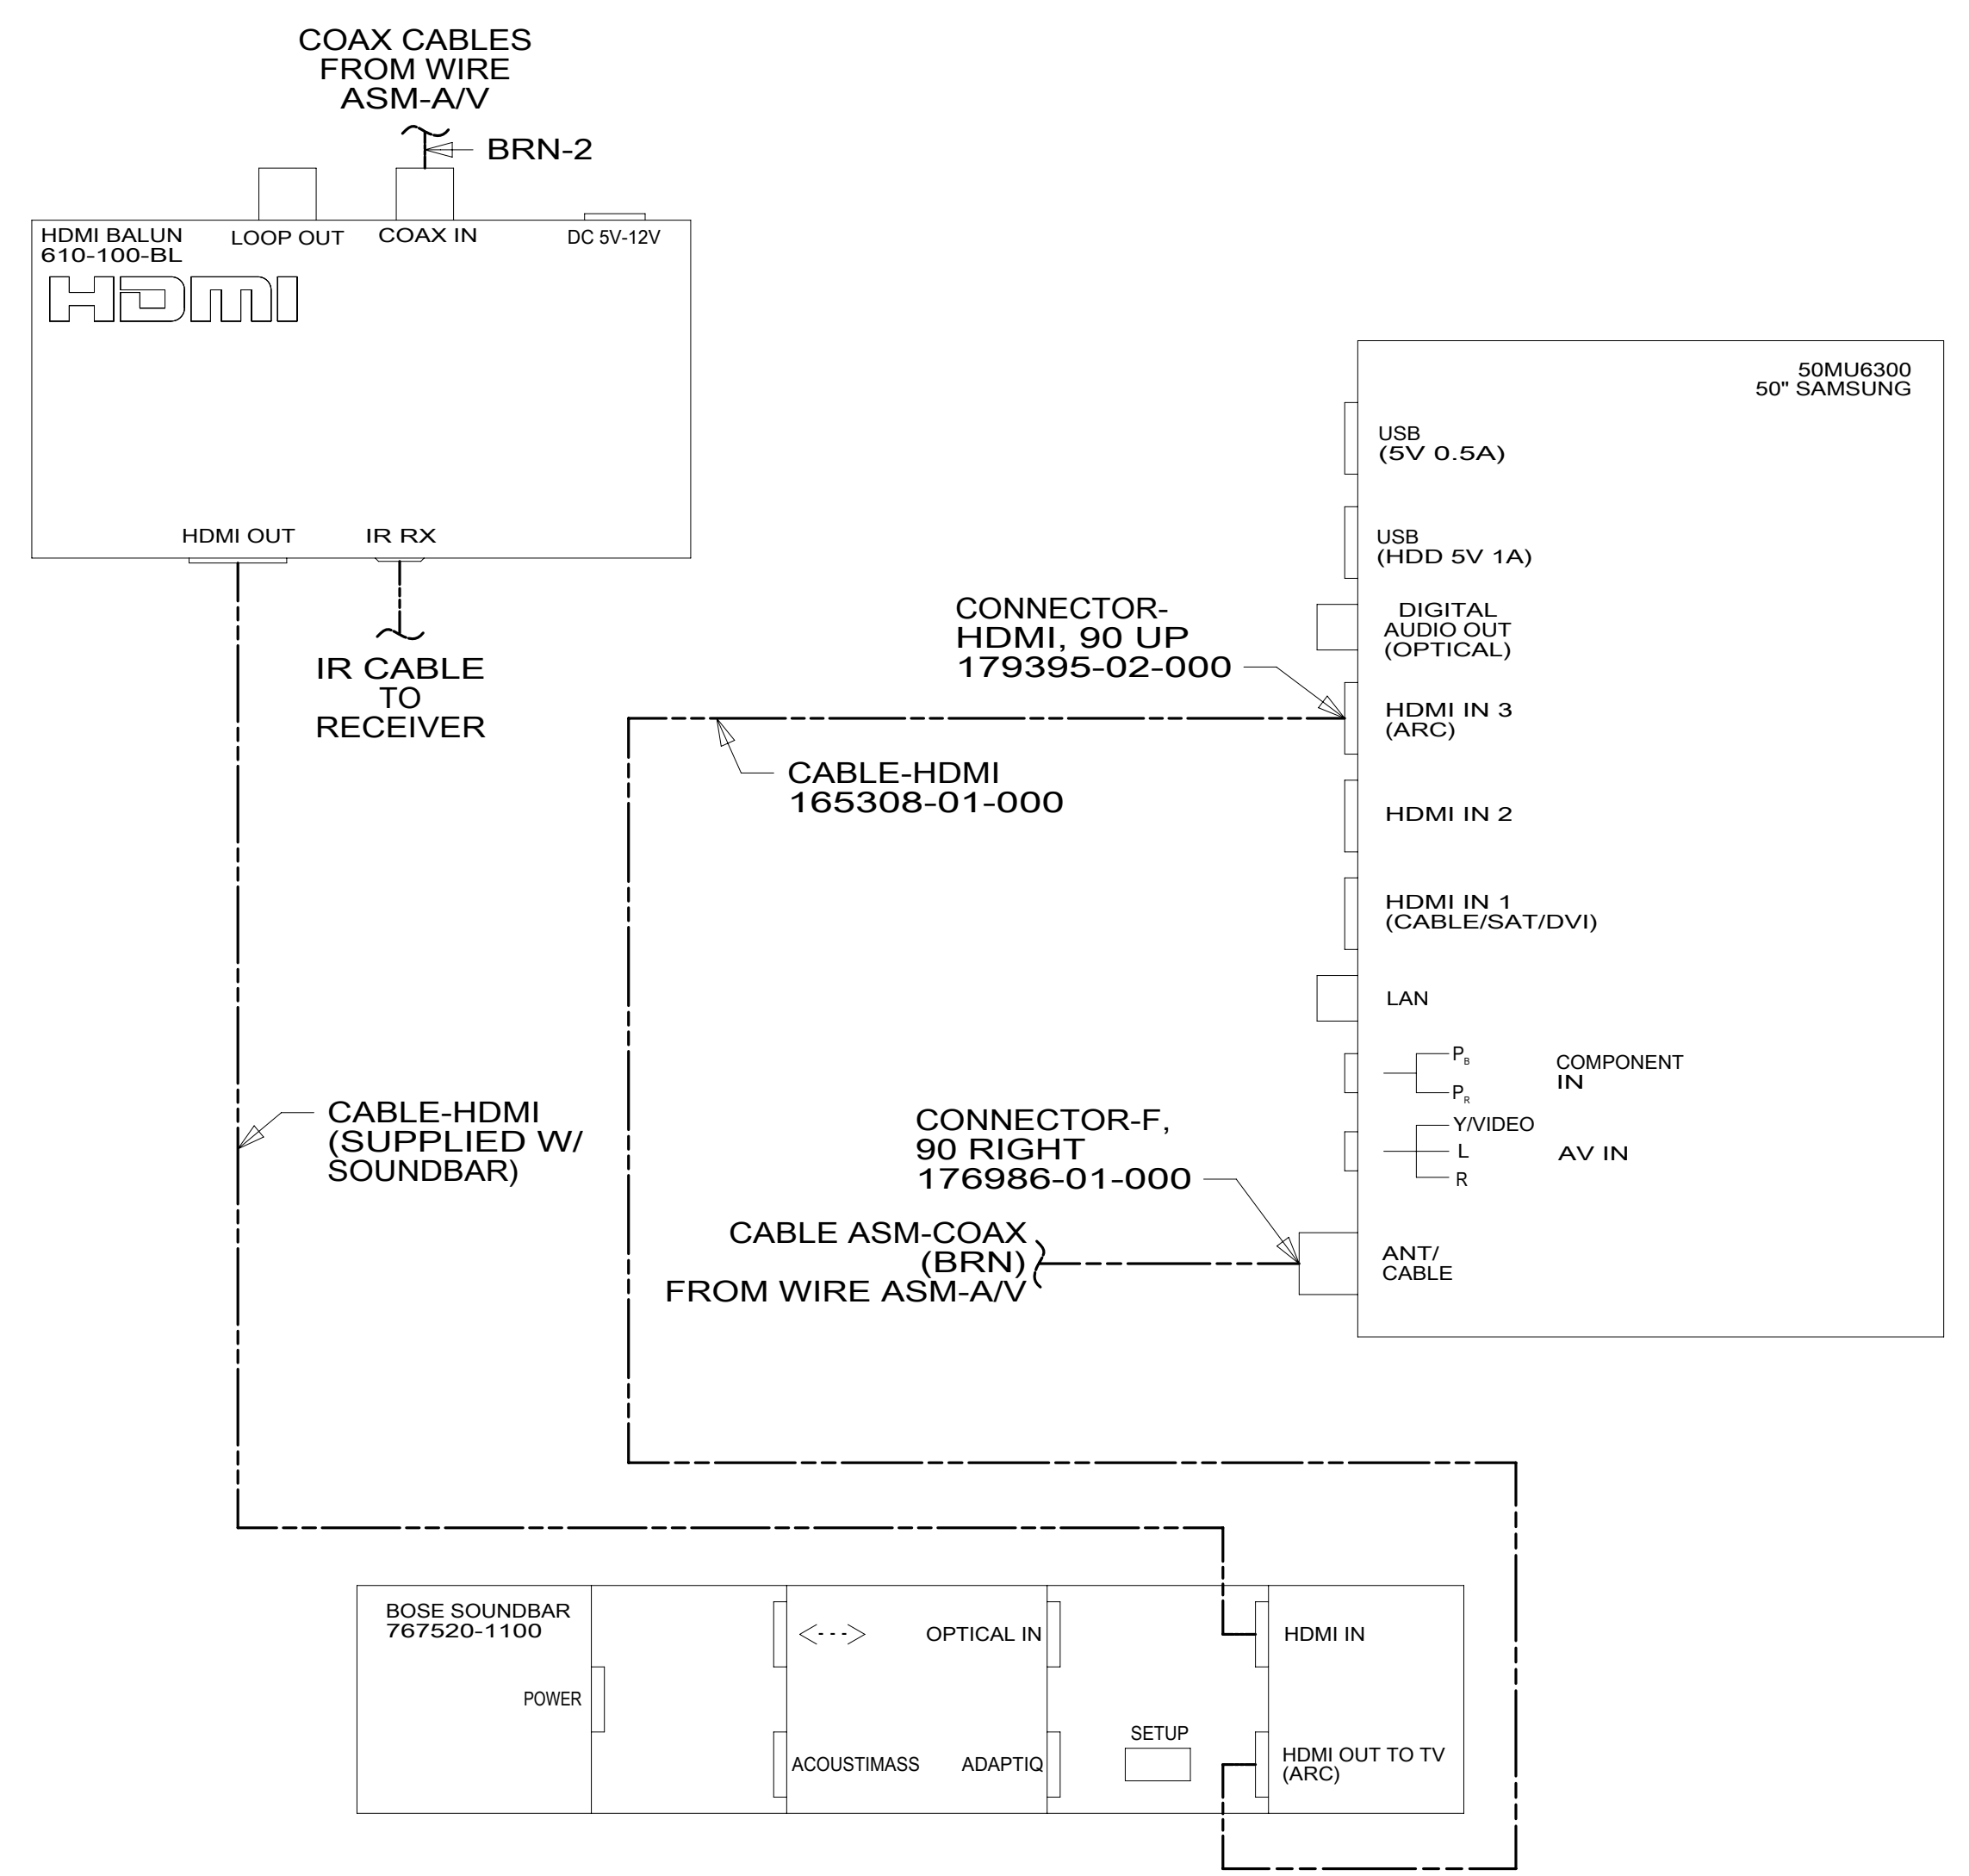 COAX CABLES
FROM WIRE
ASM-A/V
BRN-2
HDMI BALUN
610-100-BL
LOOP OUT
COAX IN
DC 5V-12V
HDMI
HDMI OUT
IR RX
IR CABLE
TO
RECEIVER
50MU6300
50" SAMSUNG
USB
(5V 0.5A)
USB
(HDD 5V 1A)
DIGITAL
AUDIO OUT
(OPTICAL)
CONNECTOR-
HDMI, 90 UP
179395-02-000
HDMI IN 3
(ARC)
CABLE-HDMI
165308-01-000
HDMI IN 2
HDMI IN 1
(CABLE/SAT/DVI)
LAN
PB
PR
COMPONENT
IN
Y/VIDEO
L
R
AV IN
CABLE-HDMI
(SUPPLIED W/
SOUNDBAR)
CONNECTOR-F,
90 RIGHT
176986-01-000
CABLE ASM-COAX
(BRN)
FROM WIRE ASM-A/V
ANT/
CABLE
BOSE SOUNDBAR
767520-1100
POWER
<--->
OPTICAL IN
HDMI IN
ACOUSTIMASS
ADAPTIQ
SETUP
HDMI OUT TO TV
(ARC)